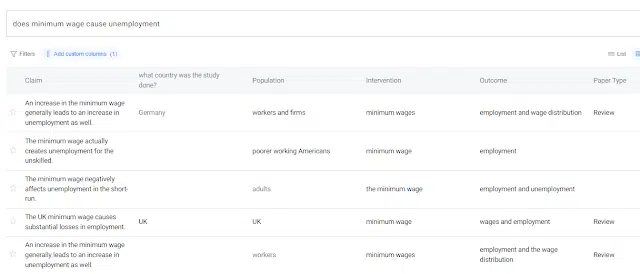 does minimum wage cause unemployment
Filters Add custom columns (1) List
Claim what country was the study done? Population Intervention Outcome Paper Type
An increase in the minimum wage generally leads to an increase in unemployment as well. Germany workers and firms minimum wages employment and wage distribution Review
The minimum wage actually creates unemployment for the unskilled. poorer working Americans minimum wage employment
The minimum wage negatively affects unemployment in the short-run. adults the minimum wage employment and unemployment
The UK minimum wage causes substantial losses in employment. UK UK minimum wage wages and employment Review
An increase in the minimum wage generally leads to an increase in unemployment as well. workers minimum wages employment and the wage distribution Review